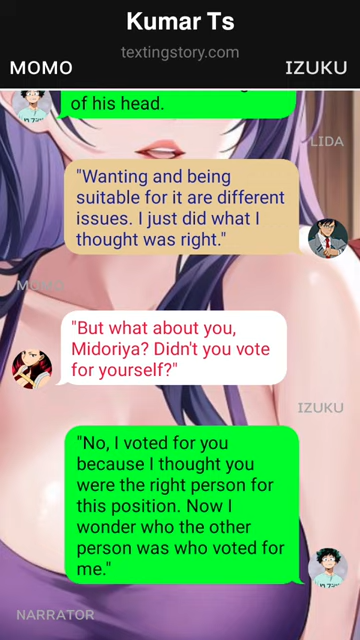 Kumar Ts
textingstory.com
MOMO
IZUKU
of his head.
LIDA
"Wanting and being
suitable for it are different
issues. I just did what I
thought was right."
MOMO
"But what about you,
Midoriya? Didn't you vote
for yourself?"
IZUKU
"No, I voted for you
because I thought you
were the right person for
this position. Now I
wonder who the other
person was who voted for
me."
NARRATOR